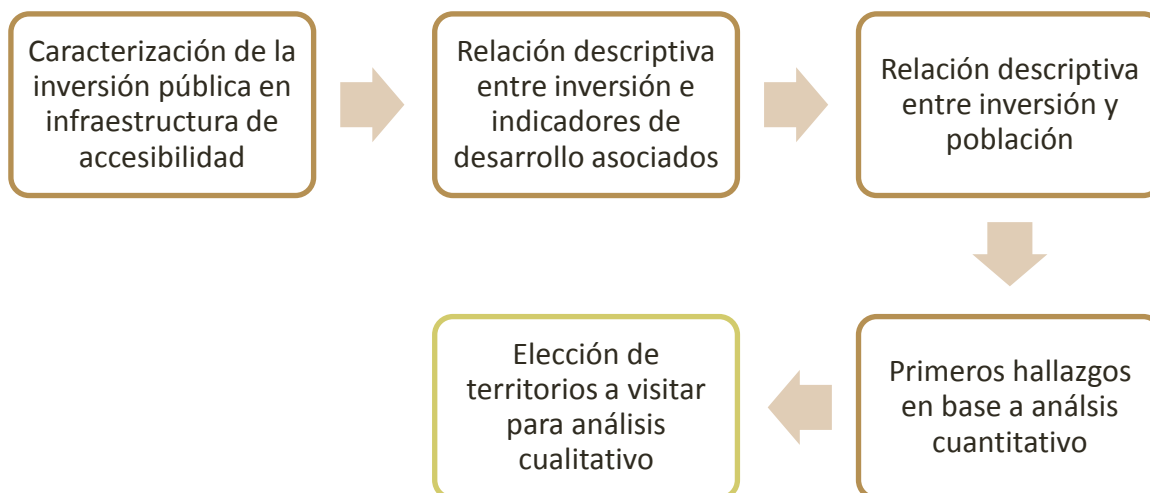 Caracterización de la
inversión pública en
infraestructura de
accesibilidad
Relación descriptiva
entre inversión e
indicadores de
desarrollo asociados
Relación descriptiva
entre inversión y
población
Primeros hallazgos
en base a análsis
cuantitativo
Elección de
territorios a visitar
para análisis
cualitativo